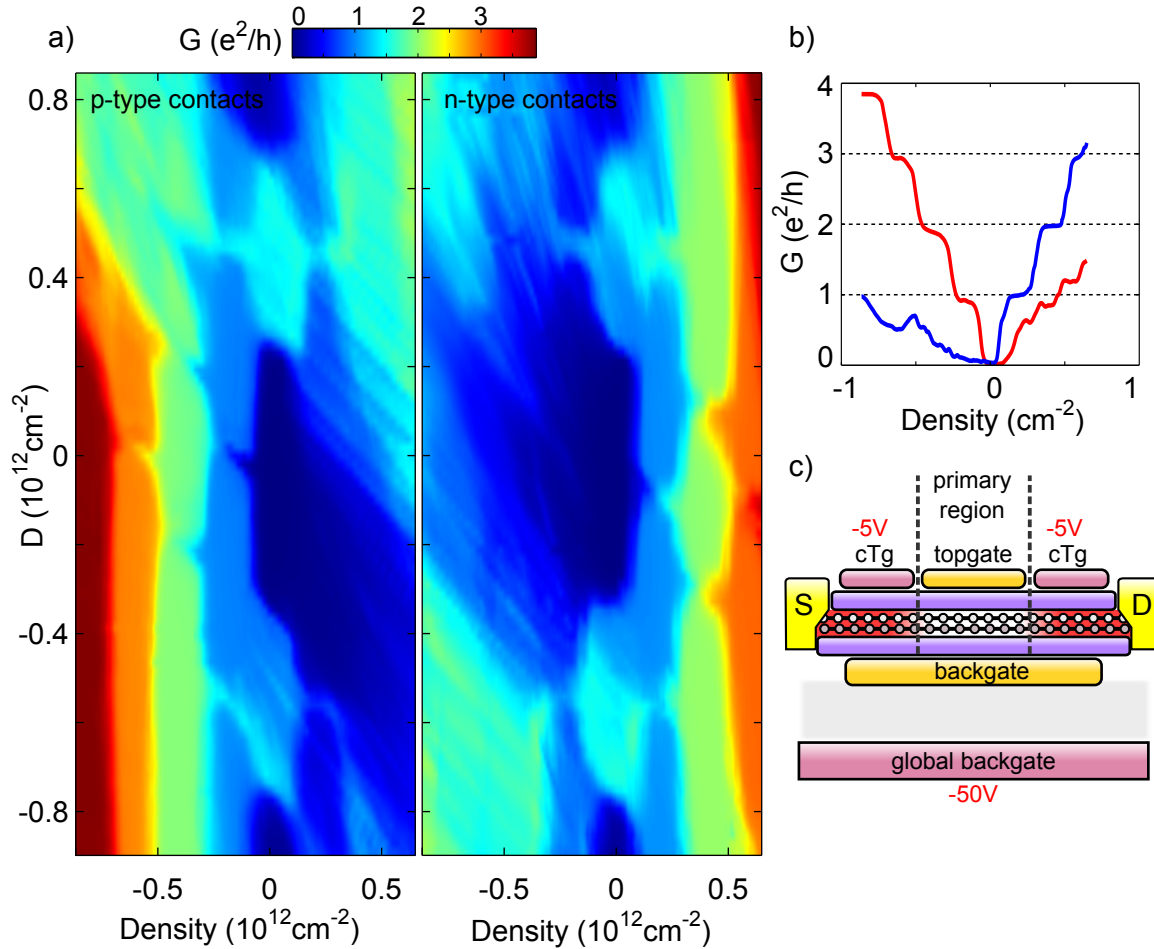 a)
G (e²/h)
0 1 2 3
p-type contacts
n-type contacts
D (10¹²cm⁻²)
0.8
0.4
0
-0.4
-0.8
-0.5 0 0.5
-0.5 0 0.5
Density (10¹²cm⁻²)
Density (10¹²cm⁻²)
b)
G (e²/h)
4
3
2
1
0
-1 0 1
Density (cm⁻²)
c)
primary
region
-5V
-5V
cTg
topgate
cTg
S
D
backgate
global backgate
-50V